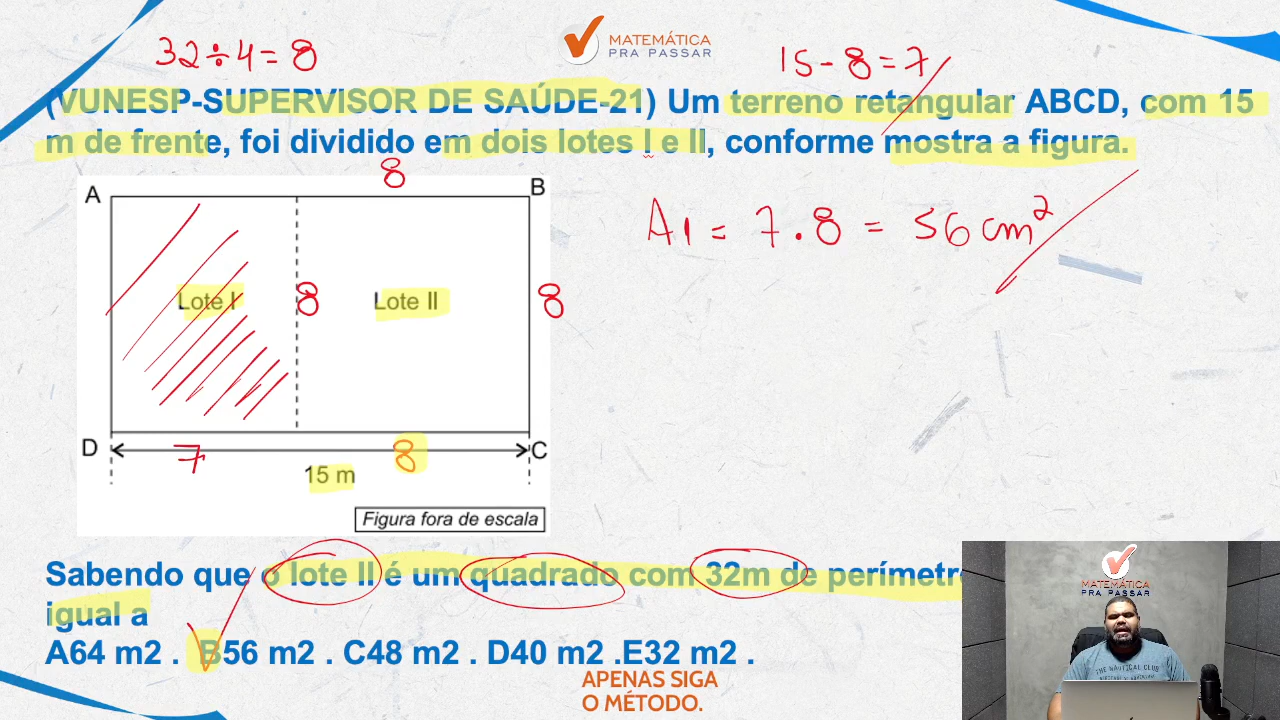 32÷4=8
MATEMÁTICA
PRA PASSAR
15-8=7
(VUNESP-SUPERVISOR DE SAÚDE-21) Um terreno retangular ABCD, com 15
m de frente, foi dividido em dois lotes I e II, conforme mostra a figura.
8
A
B
A1 = 7.8 = 56 cm²
Lote I
8
Lote II
8
D
7
8
C
15 m
Figura fora de escala
Sabendo que o lote II é um quadrado com 32m de perímetro
igual a
A64 m2 . B56 m2 . C48 m2 . D40 m2 .E32 m2 .
APENAS SIGA
O MÉTODO.
MATEMÁTICA
PRA PASSAR
THE NAUTICAL CLUB